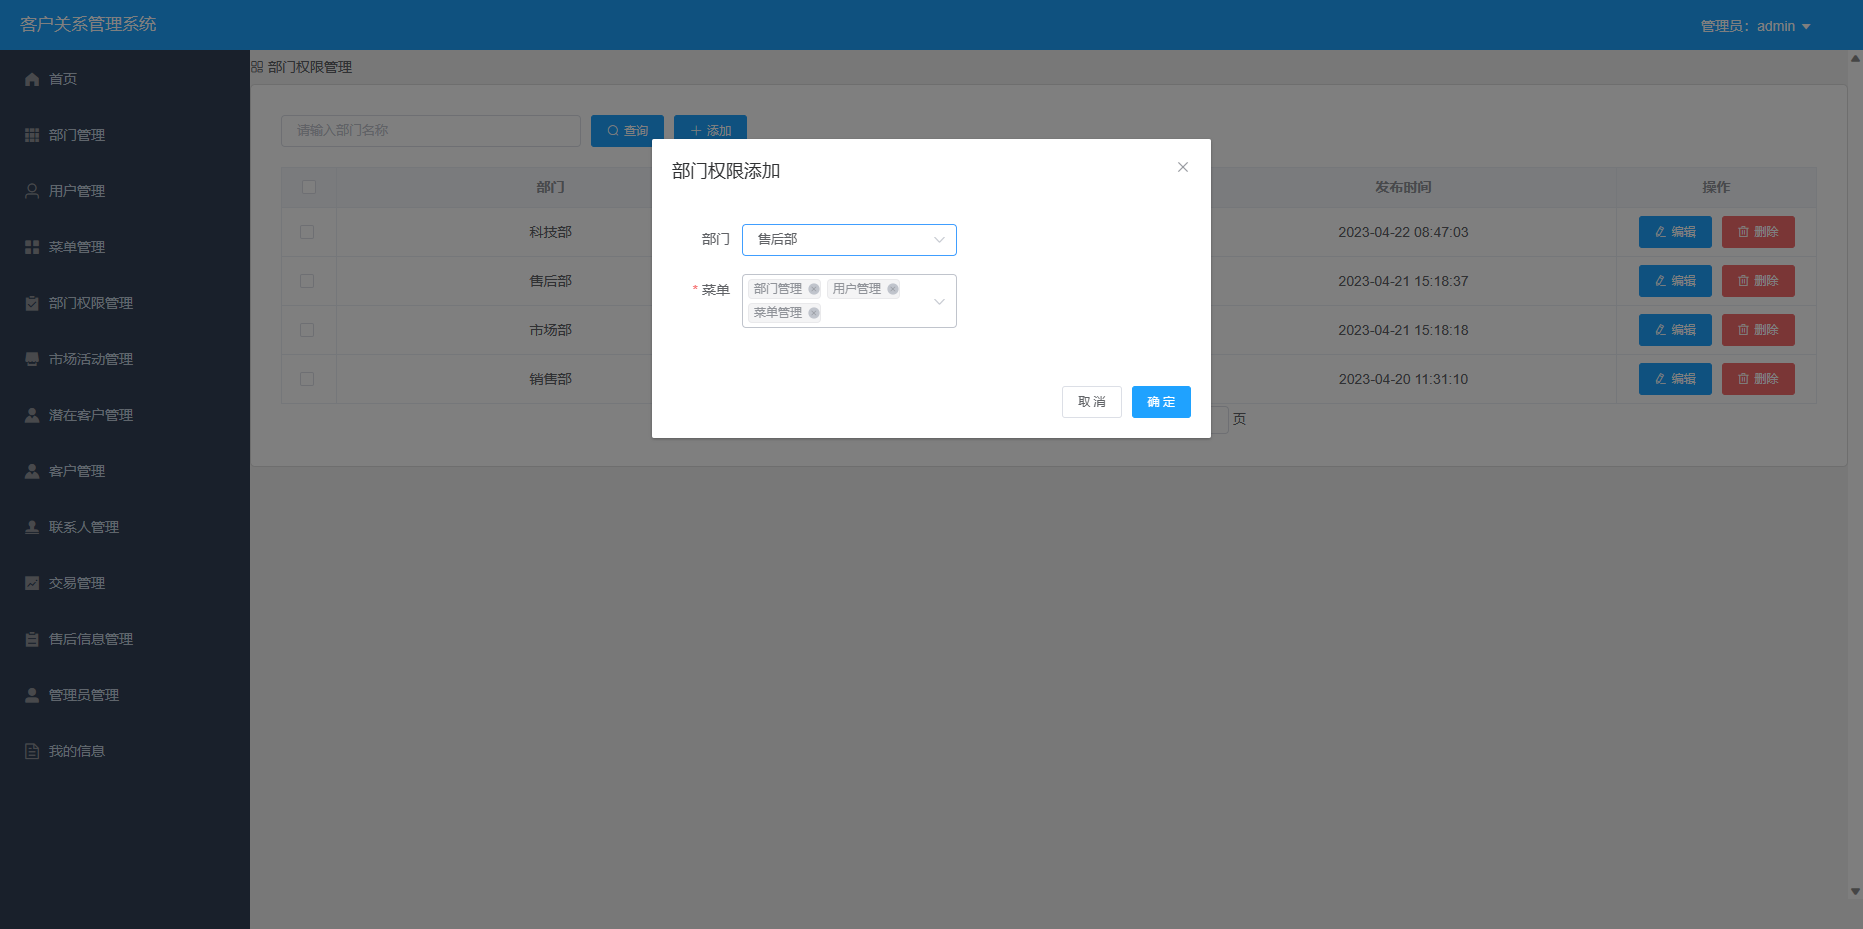 客户关系管理系统
管理员：admin
首页
部门管理
用户管理
菜单管理
部门权限管理
市场活动管理
潜在客户管理
客户管理
联系人管理
交易管理
售后信息管理
管理员管理
我的信息
部门权限管理
请输入部门名称
查询
添加
部门
发布时间
操作
科技部
2023-04-22 08:47:03
编辑
删除
售后部
2023-04-21 15:18:37
编辑
删除
市场部
2023-04-21 15:18:18
编辑
删除
销售部
2023-04-20 11:31:10
编辑
删除
页
部门权限添加
部门
售后部
* 菜单
部门管理
用户管理
菜单管理
取 消
确 定